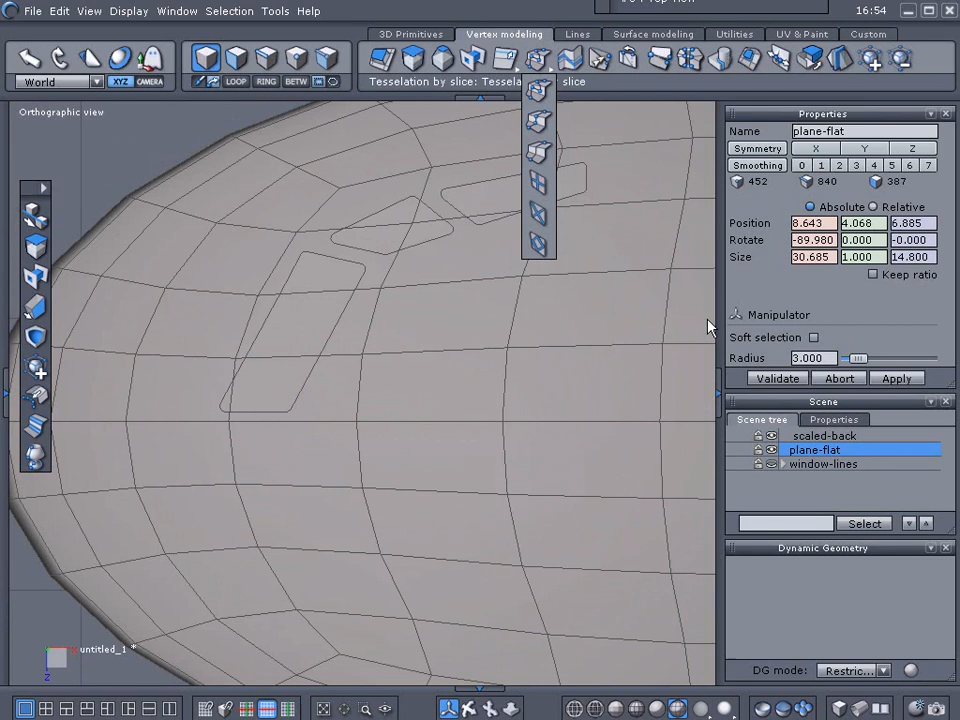 File Edit View Display Window Selection Tools Help
16:54
3D Primitives Vertex modeling Lines Surface modeling Utilities UV & Paint Custom
World XYZ CAMERA LOOP RING BETW
Tesselation by slice: Tessela slice
Orthographic view
Properties
Name plane-flat
Symmetry X Y Z
Smoothing 0 1 2 3 4 5 6 7
452 840 387
Absolute Relative
Position 8.643 4.068 6.885
Rotate -89.980 0.000 -0.000
Size 30.685 1.000 14.800
Keep ratio
Manipulator
Soft selection
Radius 3.000
Validate Abort Apply
Scene
Scene tree Properties
scaled-back
plane-flat
window-lines
Select
Dynamic Geometry
untitled_1 *
Z
DG mode: Restric...